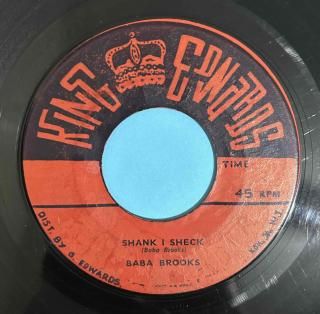 KING EDWARDS
TIME
45 RPM
SHANK I SHECK
(Baba Brooks)
BABA BROOKS
DIST. BY G. EDWARDS